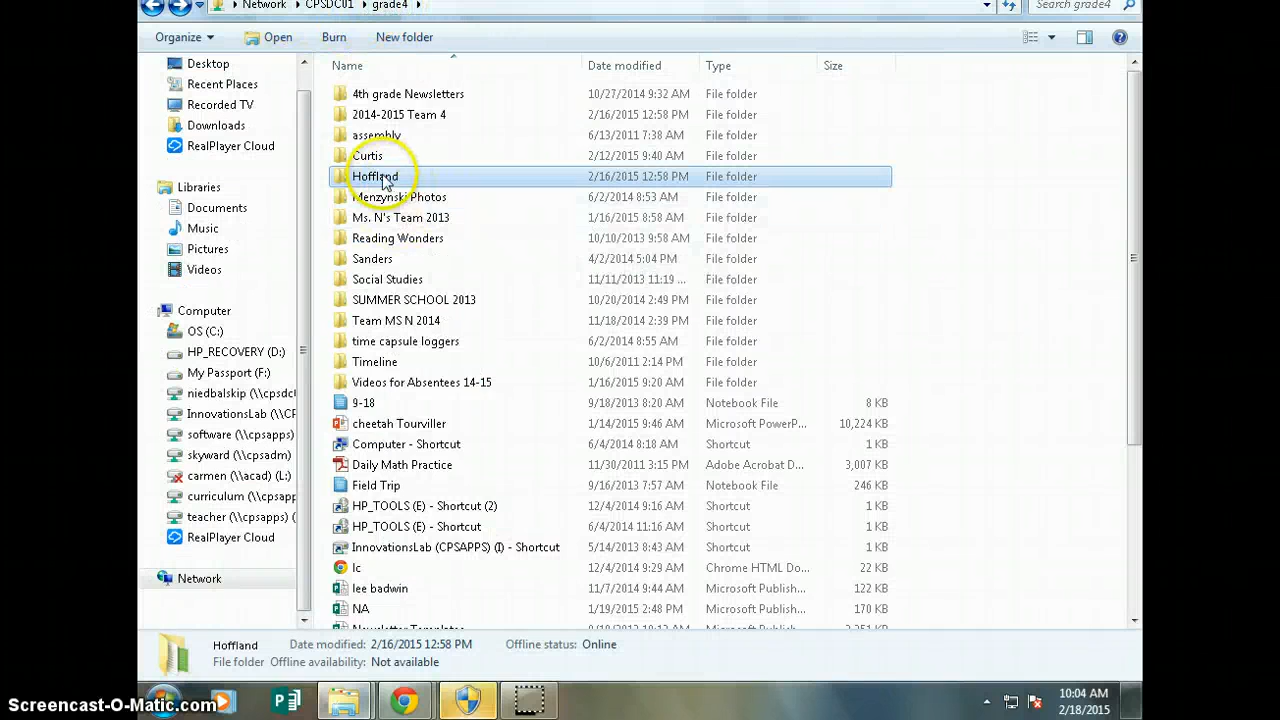 Network ▸ CPSDC01 ▸ grade4 ▸ Search grade4
Organize Open Burn New folder
Name Date modified Type Size
Desktop
Recent Places
Recorded TV
Downloads
RealPlayer Cloud
Libraries
Documents
Music
Pictures
Videos
Computer
OS (C:)
HP_RECOVERY (D:)
My Passport (F:)
niedbalskip (\\cpsdcl
InnovationsLab (\\CP
software (\\cpsapps)
skyward (\\cpsadm)
carmen (\\acad) (L:)
curriculum (\\cpsapps
teacher (\\cpsapps) (
RealPlayer Cloud
Network
4th grade Newsletters 10/27/2014 9:32 AM File folder
2014-2015 Team 4 2/16/2015 12:58 PM File folder
assembly 6/13/2011 7:38 AM File folder
Curtis 2/12/2015 9:40 AM File folder
Hoffland 2/16/2015 12:58 PM File folder
Menzynski Photos 6/2/2014 8:53 AM File folder
Ms. N's Team 2013 1/16/2015 8:58 AM File folder
Reading Wonders 10/10/2013 9:58 AM File folder
Sanders 4/2/2014 5:04 PM File folder
Social Studies 11/11/2013 11:19 ... File folder
SUMMER SCHOOL 2013 10/20/2014 2:49 PM File folder
Team MS N 2014 11/18/2014 2:39 PM File folder
time capsule loggers 6/2/2014 8:55 AM File folder
Timeline 10/6/2011 2:14 PM File folder
Videos for Absentees 14-15 1/16/2015 9:20 AM File folder
9-18 9/18/2013 8:20 AM Notebook File 8 KB
cheetah Tourviller 1/14/2015 9:46 AM Microsoft PowerP... 10,224 KB
Computer - Shortcut 6/4/2014 8:18 AM Shortcut 1 KB
Daily Math Practice 11/30/2011 3:15 PM Adobe Acrobat D... 3,007 KB
Field Trip 9/16/2013 7:57 AM Notebook File 246 KB
HP_TOOLS (E) - Shortcut (2) 12/4/2014 9:16 AM Shortcut 1 KB
HP_TOOLS (E) - Shortcut 6/4/2014 11:16 AM Shortcut 1 KB
InnovationsLab (CPSAPPS) (I) - Shortcut 5/14/2013 8:43 AM Shortcut 1 KB
lc 12/4/2014 9:29 AM Chrome HTML Do... 22 KB
lee badwin 11/7/2014 9:44 AM Microsoft Publish... 122 KB
NA 1/19/2015 2:48 PM Microsoft Publish... 170 KB
Hoffland Date modified: 2/16/2015 12:58 PM Offline status: Online
File folder Offline availability: Not available
10:04 AM
2/18/2015
Screencast-O-Matic.com